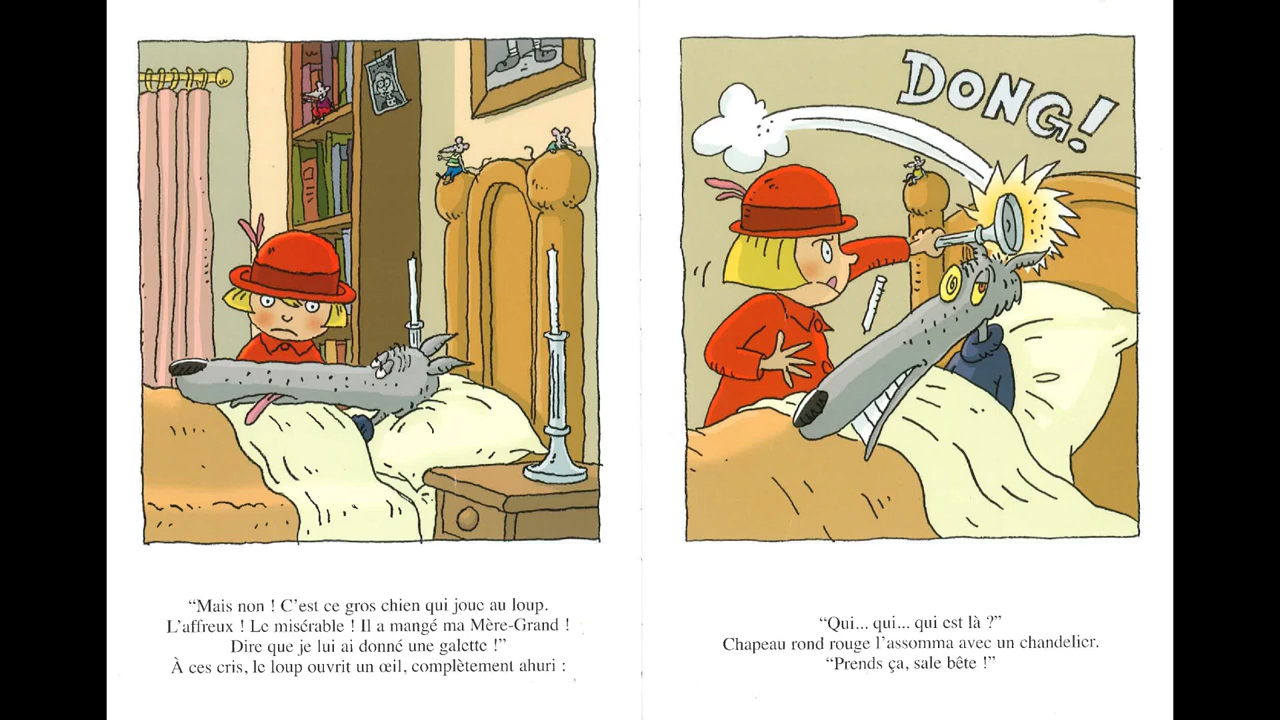 “Mais non ! C’est ce gros chien qui joue au loup.
L’affreux ! Le misérable ! Il a mangé ma Mère-Grand !
Dire que je lui ai donné une galette !”
À ces cris, le loup ouvrit un œil, complètement ahuri :
DONG!
“Qui... qui... qui est là ?”
Chapeau rond rouge l’assomma avec un chandelier.
“Prends ça, sale bête !”